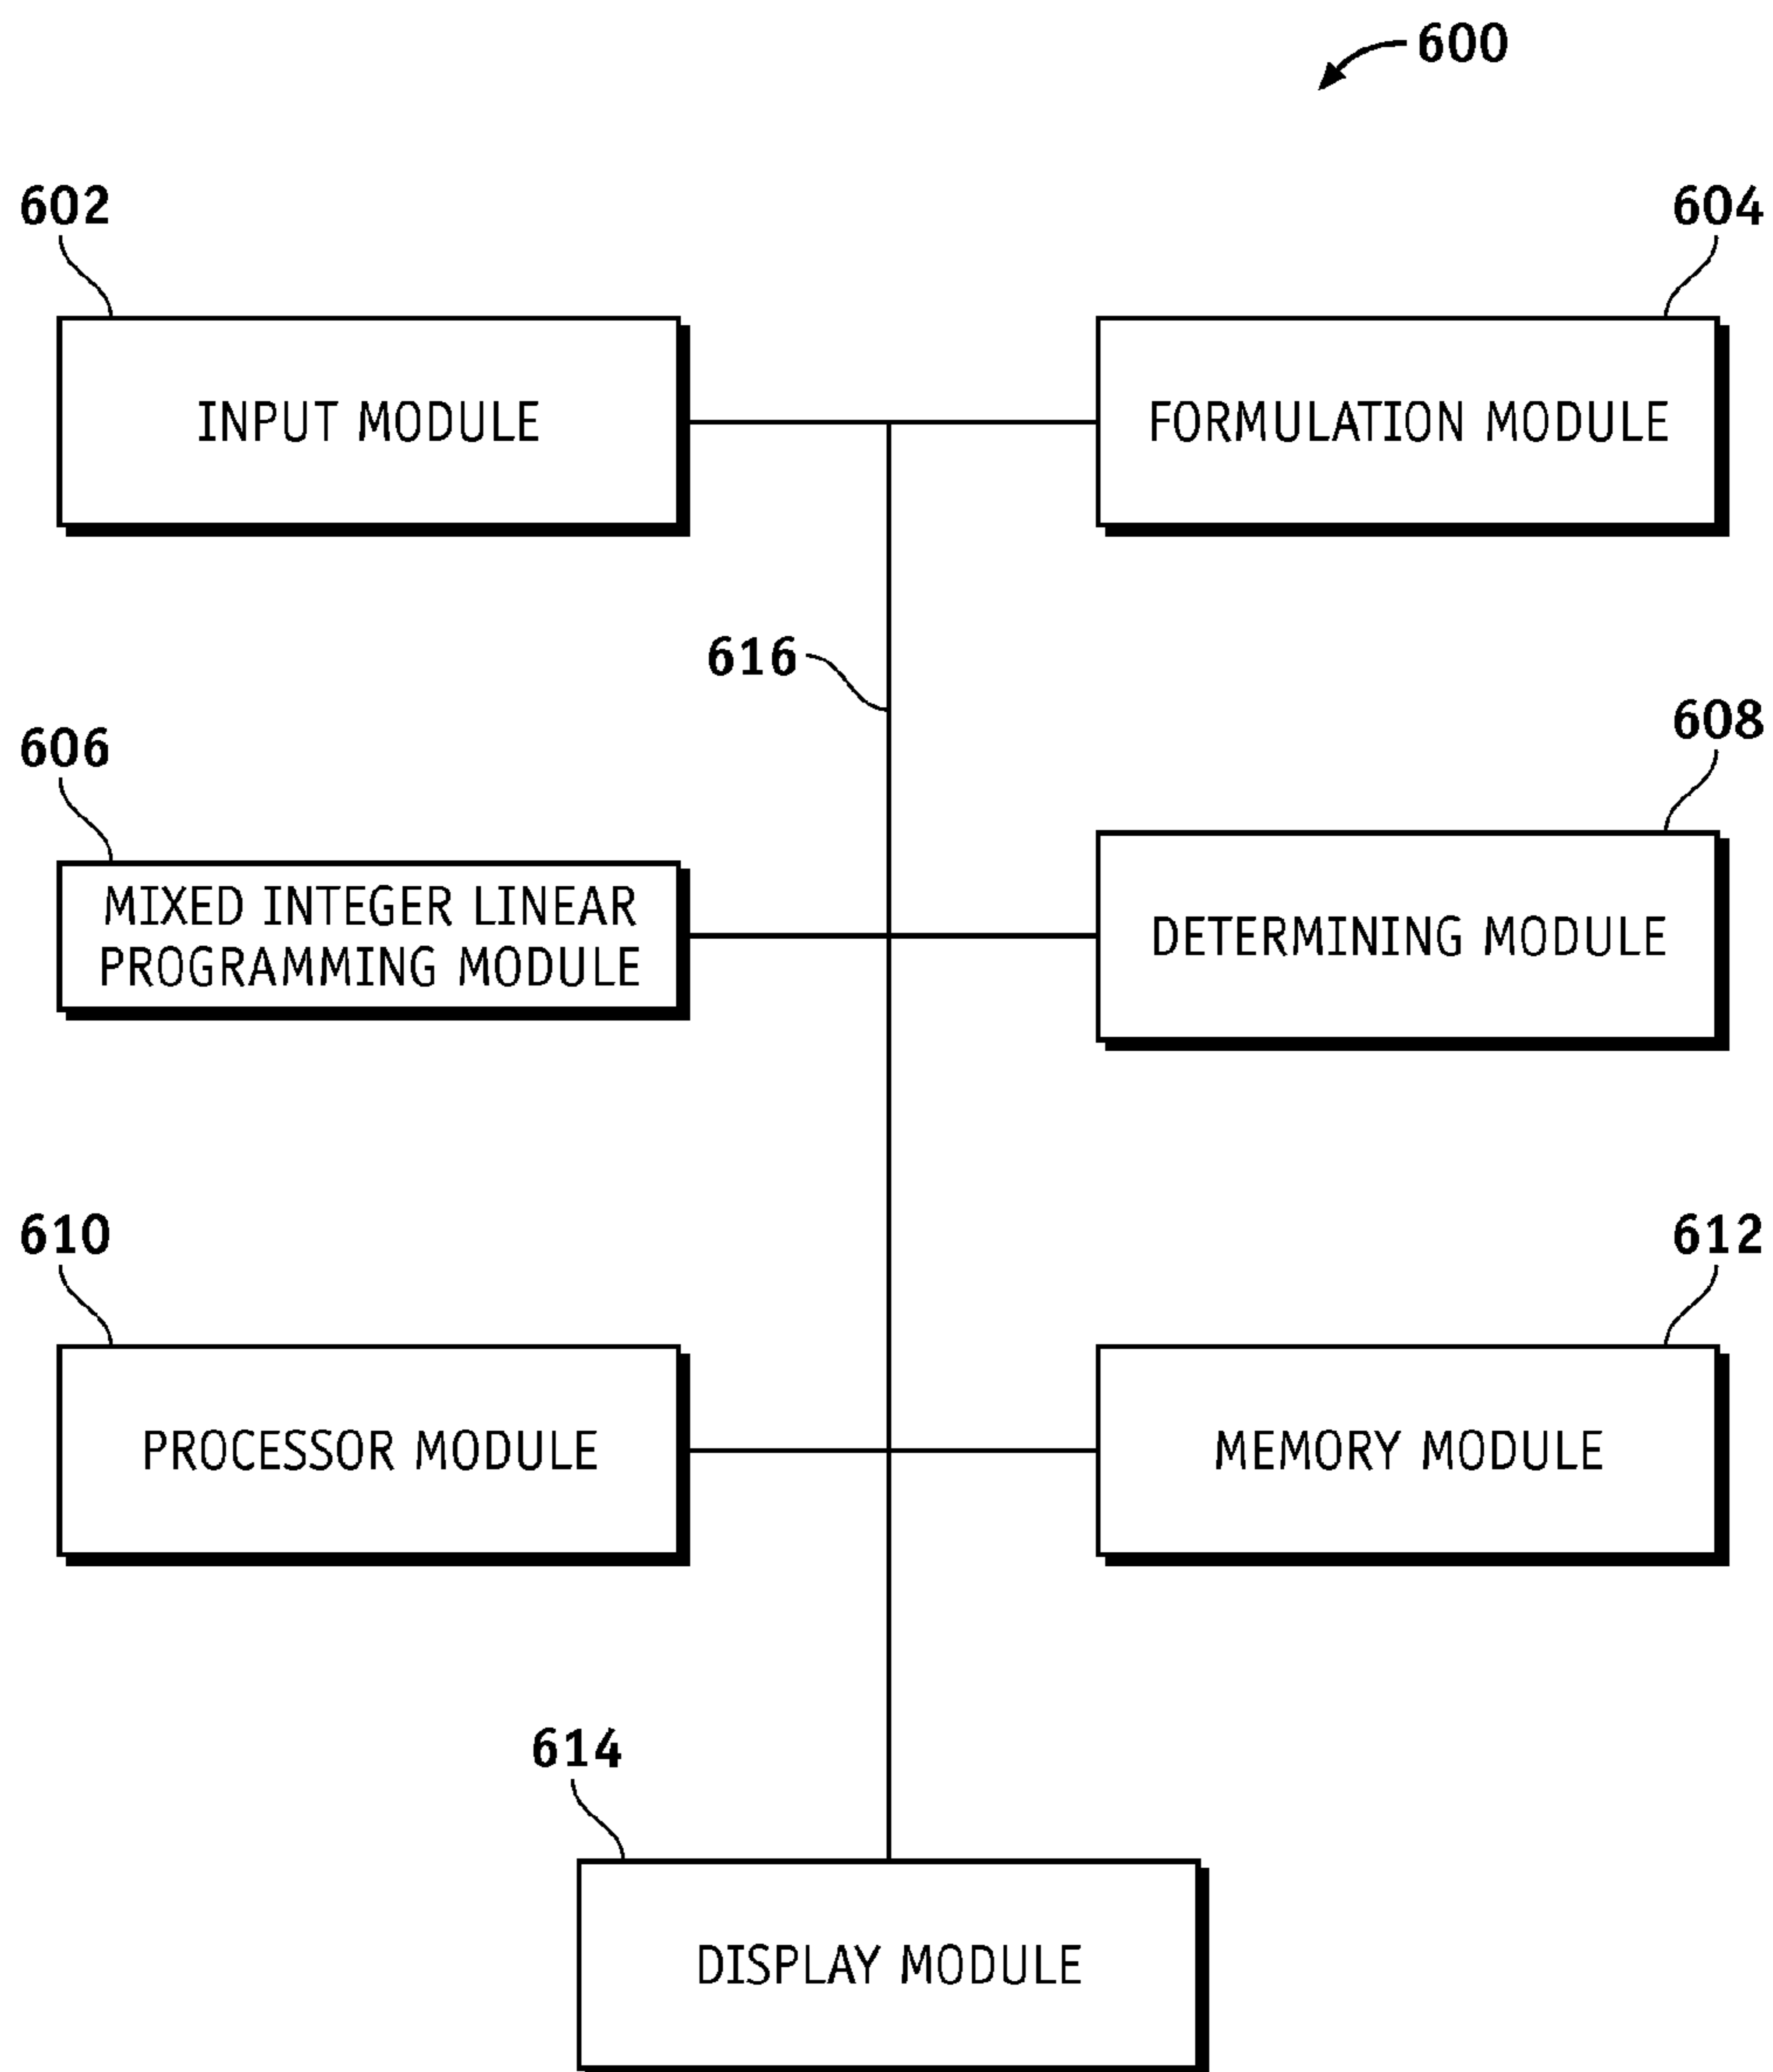 600
602
604
INPUT MODULE
FORMULATION MODULE
616
606
608
MIXED INTEGER LINEAR
PROGRAMMING MODULE
DETERMINING MODULE
610
612
PROCESSOR MODULE
MEMORY MODULE
614
DISPLAY MODULE